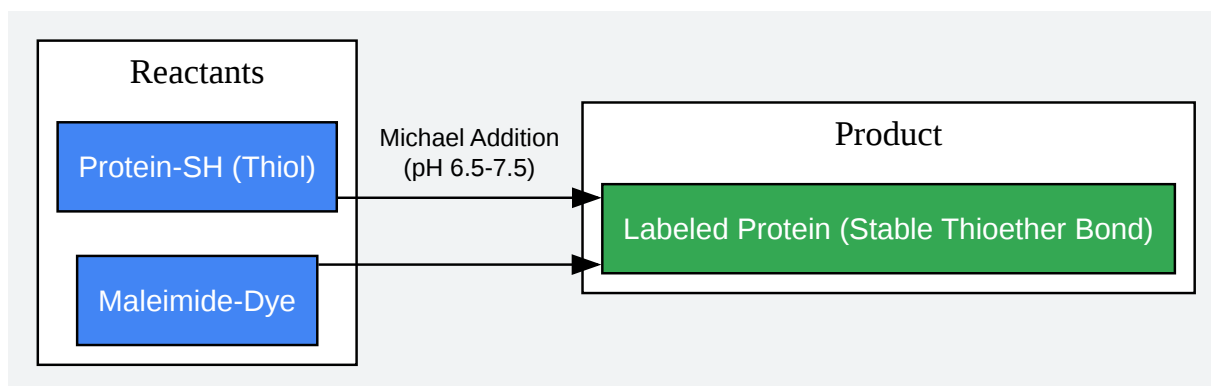 Reactants
Protein-SH (Thiol)
Maleimide-Dye
Michael Addition
(pH 6.5-7.5)
Product
Labeled Protein (Stable Thioether Bond)